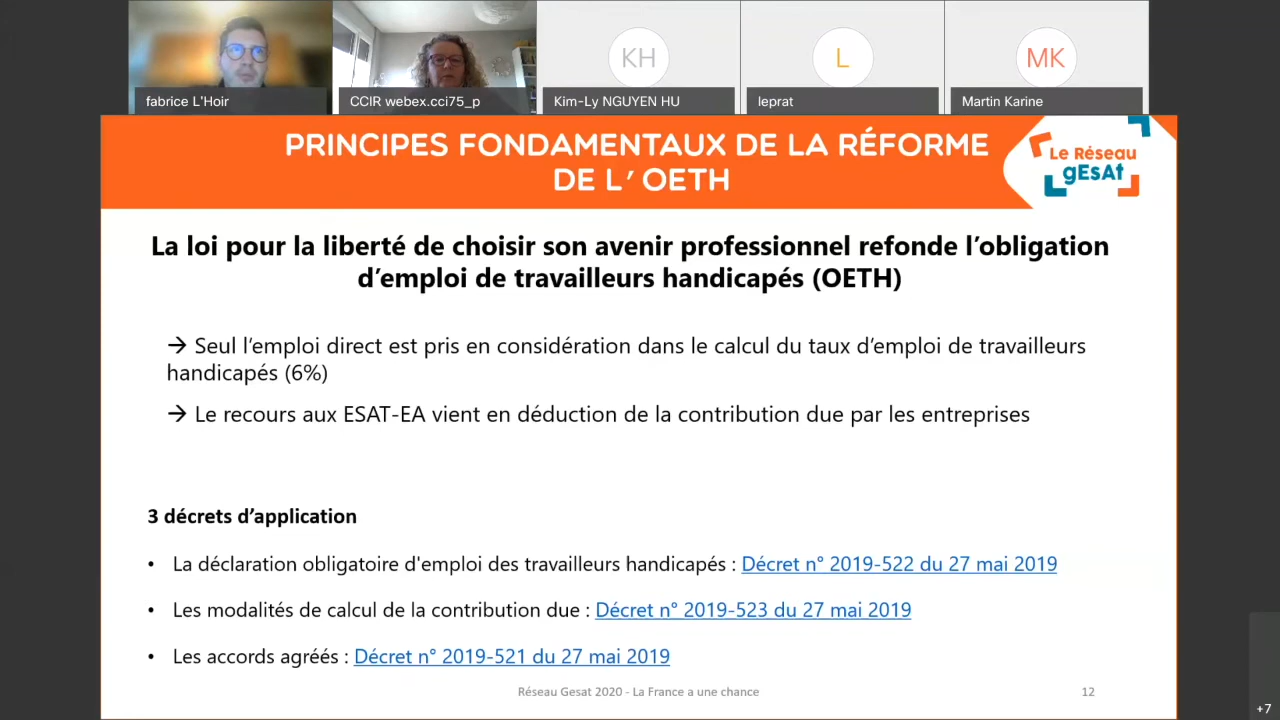 KH
L
MK
fabrice L'Hoir
CCIR webex.cci75_p
Kim-Ly NGUYEN HU
leprat
Martin Karine
PRINCIPES FONDAMENTAUX DE LA RÉFORME
DE L’ OETH
Le Réseau
gEsAt
La loi pour la liberté de choisir son avenir professionnel refonde l’obligation
d’emploi de travailleurs handicapés (OETH)
→ Seul l’emploi direct est pris en considération dans le calcul du taux d’emploi de travailleurs
handicapés (6%)
→ Le recours aux ESAT-EA vient en déduction de la contribution due par les entreprises
3 décrets d’application
• La déclaration obligatoire d'emploi des travailleurs handicapés : Décret n° 2019-522 du 27 mai 2019
• Les modalités de calcul de la contribution due : Décret n° 2019-523 du 27 mai 2019
• Les accords agréés : Décret n° 2019-521 du 27 mai 2019
Réseau Gesat 2020 - La France a une chance
12
+7